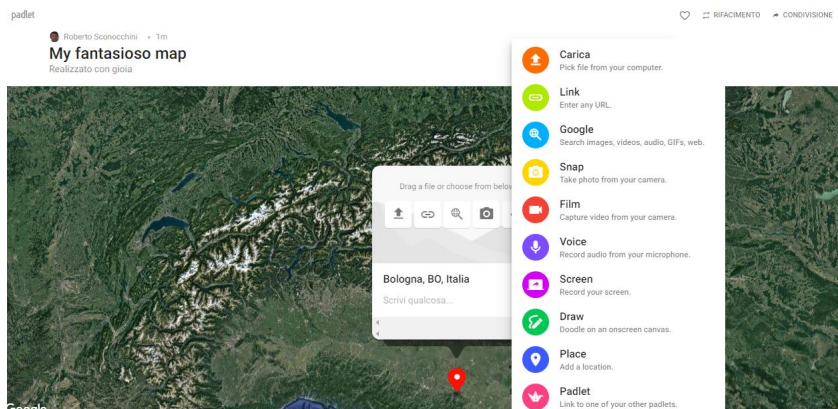 padlet
RIFACIMENTO
CONDIVISIONE
Roberto Sconocchini • 1m
My fantasioso map
Realizzato con gioia
Drag a file or choose from below
Bologna, BO, Italia
Scrivi qualcosa...
Carica
Pick file from your computer.
Link
Enter any URL.
Google
Search images, videos, audio, GIFs, web.
Snap
Take photo from your camera.
Film
Capture video from your camera.
Voice
Record audio from your microphone.
Screen
Record your screen.
Draw
Doodle on an onscreen canvas.
Place
Add a location.
Padlet
Link to one of your other padlets.
Google